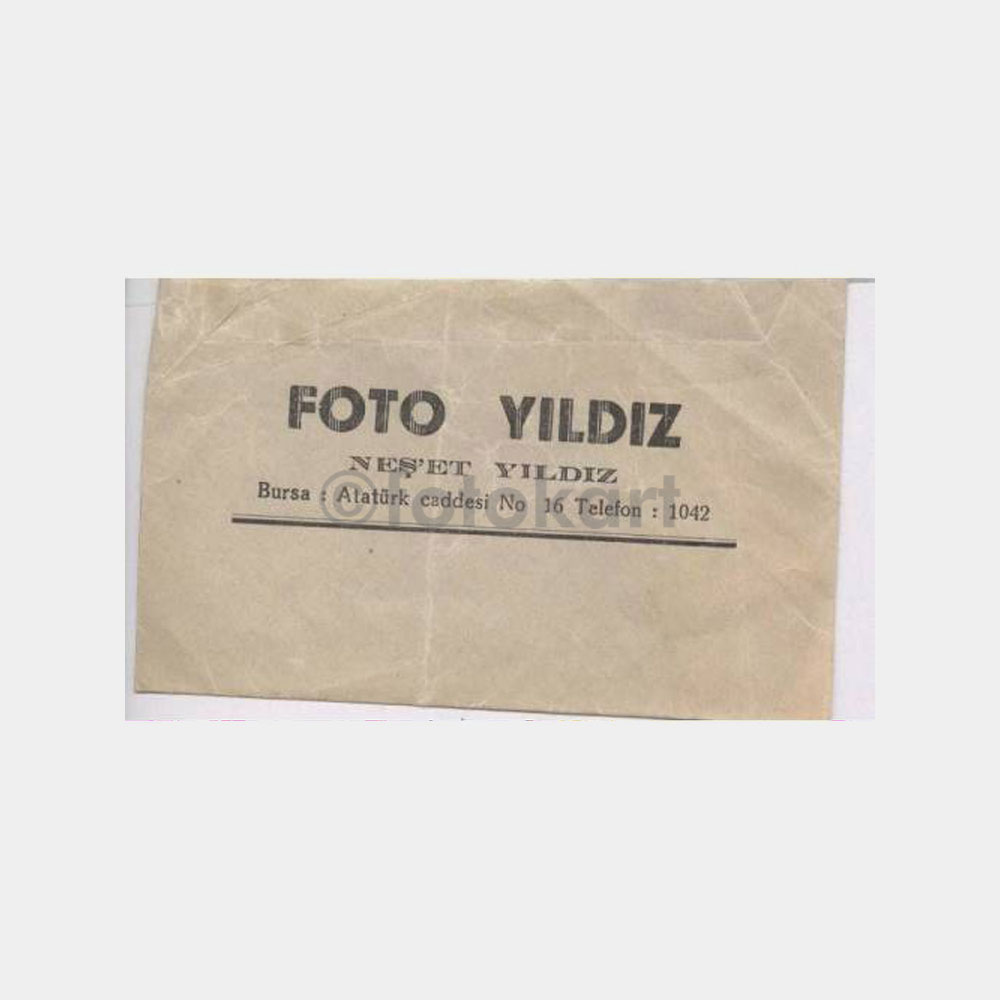 FOTO YILDIZ
NEŞ'ET YILDIZ
Bursa : Atatürk caddesi No 16 Telefon : 1042
©fotokart